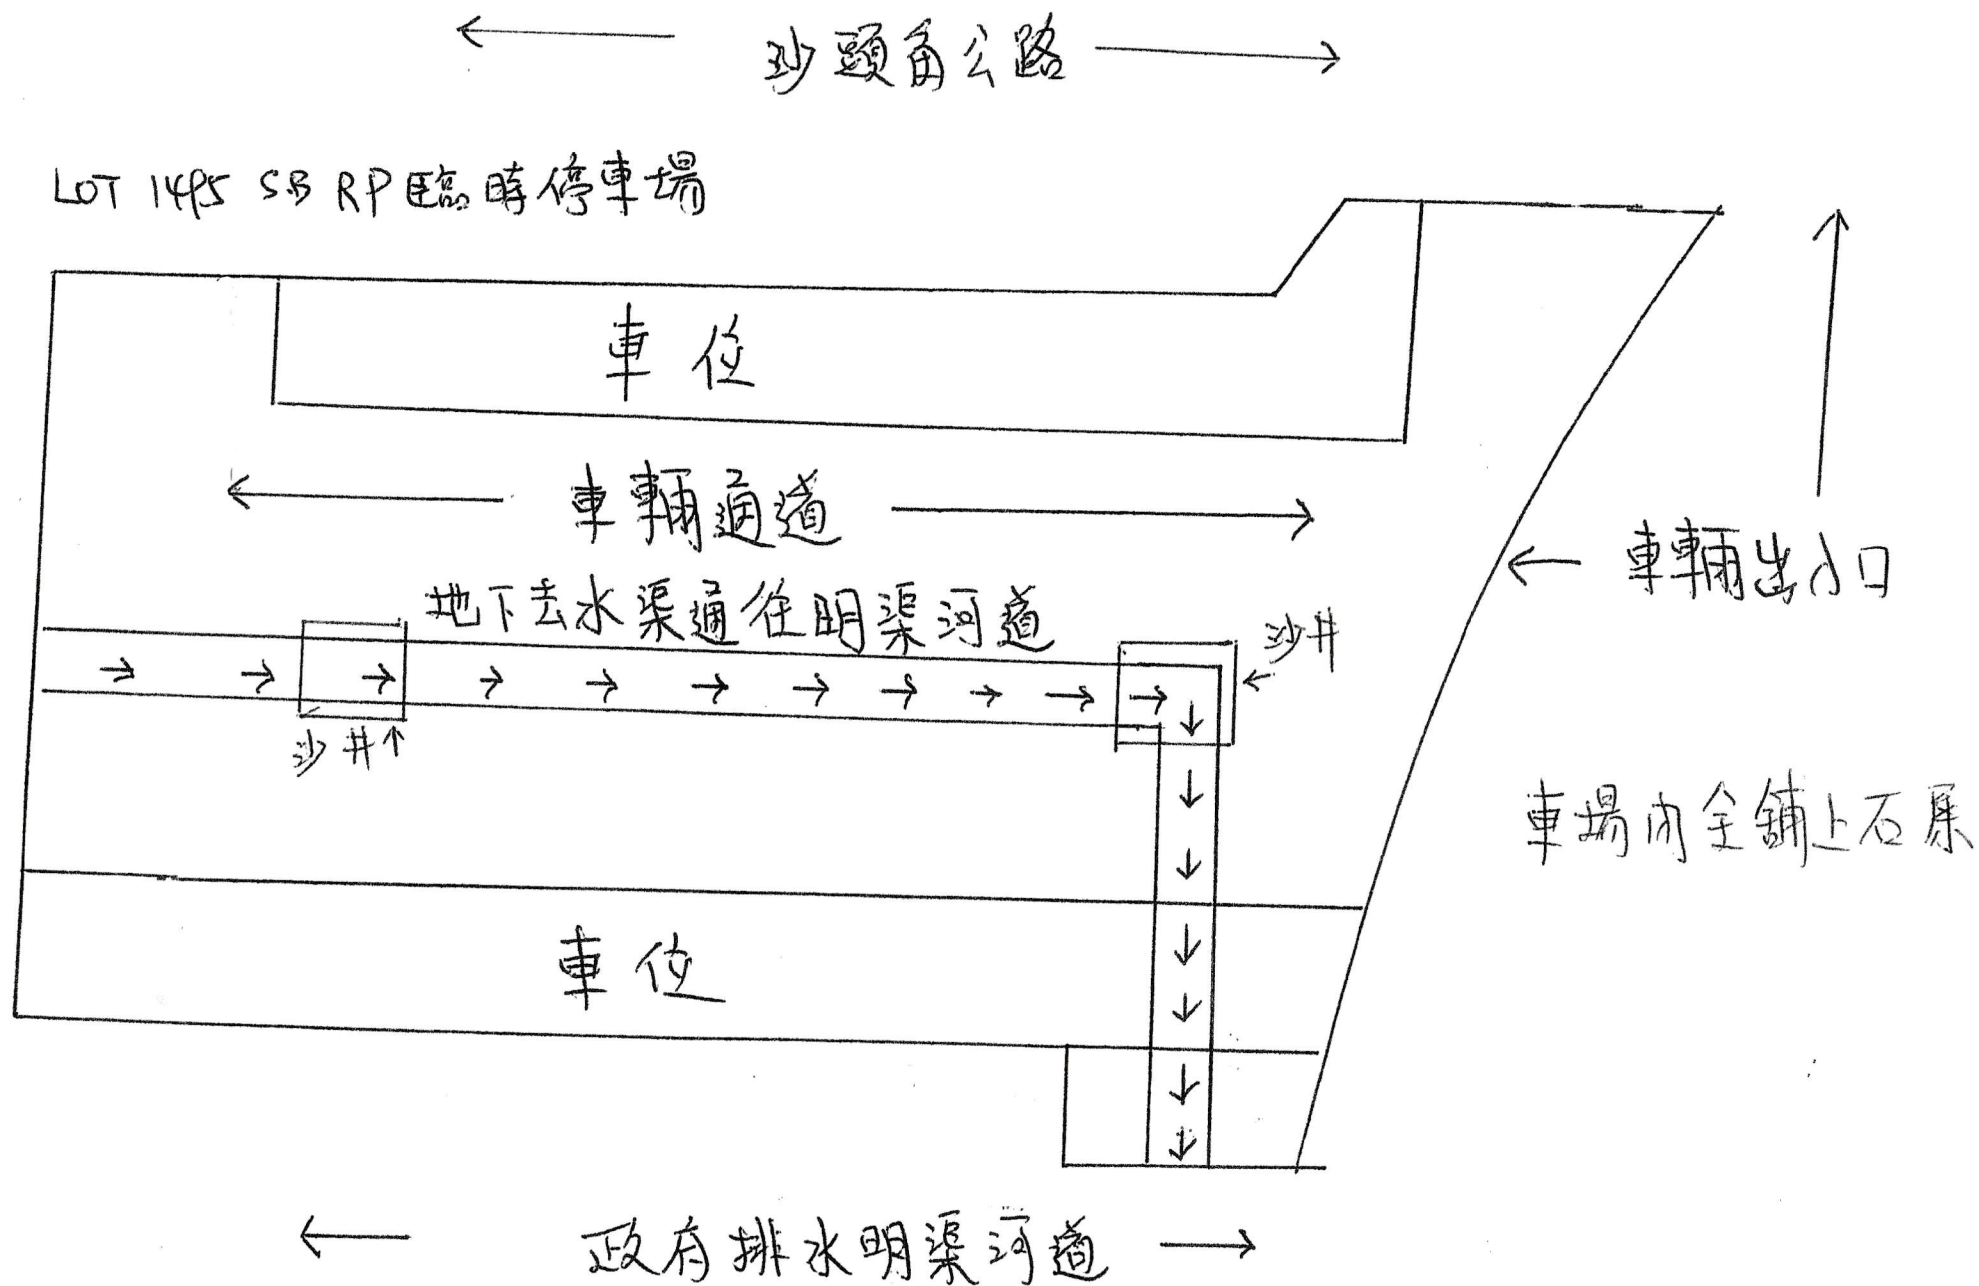 沙頭角公路
LOT 1495 S.B RP 臨時停車場
車位
車輛通道
車輛出入口
地下去水渠通往明渠河道
沙井
沙井
車場內全鋪上石屎
車位
政府排水明渠河道